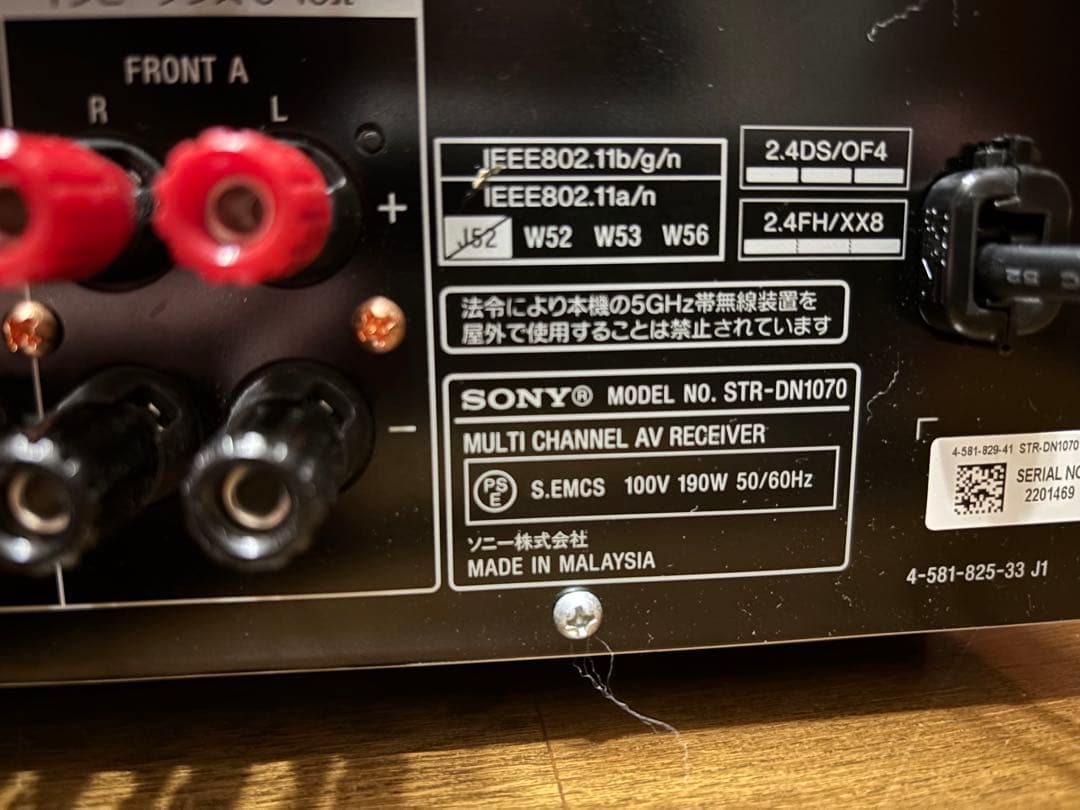 FRONT A
R L
+
−
IEEE802.11b/g/n
IEEE802.11a/n
J52 W52 W53 W56
2.4DS/OF4
2.4FH/XX8
法令により本機の5GHz帯無線装置を
屋外で使用することは禁止されています
SONY® MODEL NO. STR-DN1070
MULTI CHANNEL AV RECEIVER
PSE S.EMCS 100V 190W 50/60Hz
ソニー株式会社
MADE IN MALAYSIA
4-581-829-41 STR-DN1070
SERIAL NO
2201469
4-581-825-33 J1